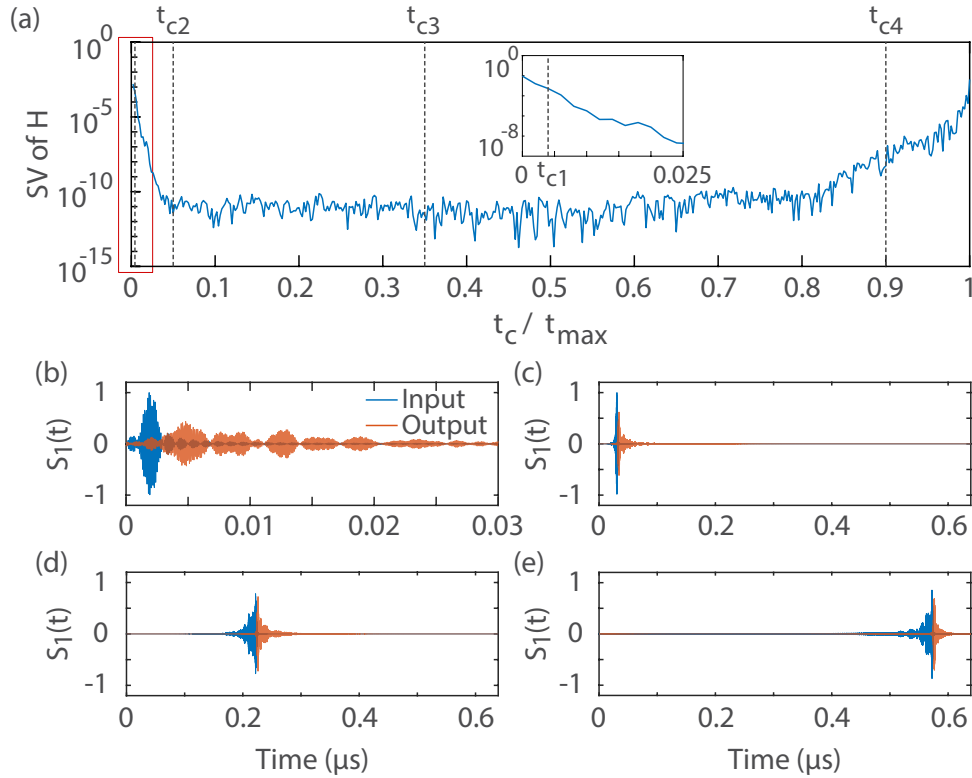 (a)
t_c2 t_c3 t_c4
10^0
10^-5
10^-10
10^-15
SV of H
10^0
10^-8
0 t_c1 0.025
0 0.1 0.2 0.3 0.4 0.5 0.6 0.7 0.8 0.9 1
t_c / t_max
(b)
1
0
-1
S_1(t)
Input
Output
0 0.01 0.02 0.03
(c)
1
0
-1
S_1(t)
0 0.2 0.4 0.6
(d)
1
0
-1
S_1(t)
0 0.2 0.4 0.6
Time (μs)
(e)
1
0
-1
S_1(t)
0 0.2 0.4 0.6
Time (μs)